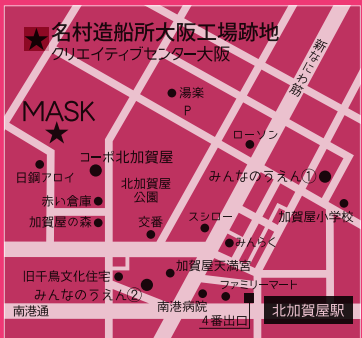 名村造船所大阪工場跡地
クリエイティブセンター大阪
新なにわ筋
湯楽
P
MASK
ローソン
コーポ北加賀屋
日鋼アロイ
みんなのうえん①
北加賀屋
公園
赤い倉庫
加賀屋の森
交番
スシロー
加賀屋小学校
みんらく
加賀屋天満宮
旧千鳥文化住宅
ファミリーマート
みんなのうえん②
南港病院
南港通
4番出口
北加賀屋駅